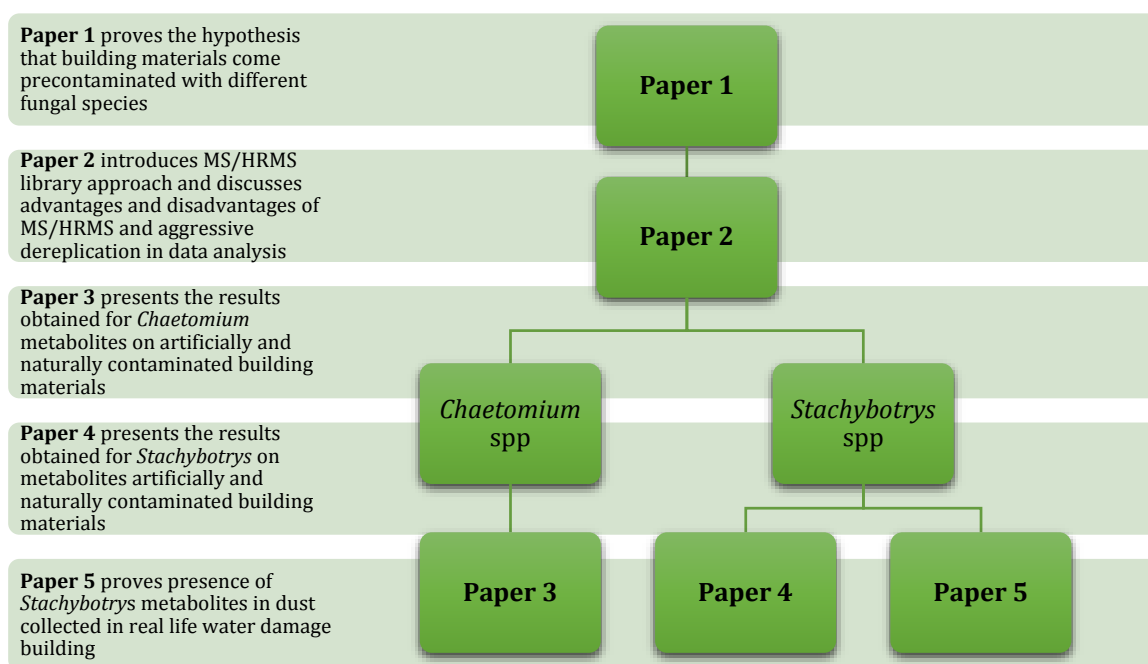 Paper 1 proves the hypothesis
that building materials come
precontaminated with different
fungal species
Paper 1
Paper 2 introduces MS/HRMS
library approach and discusses
advantages and disadvantages of
MS/HRMS and aggressive
dereplication in data analysis
Paper 2
Paper 3 presents the results
obtained for Chaetomium
metabolites on artificially and
naturally contaminated building
materials
Chaetomium
spp
Stachybotrys
spp
Paper 4 presents the results
obtained for Stachybotrys on
metabolites artificially and
naturally contaminated building
materials
Paper 5 proves presence of
Stachybotrys metabolites in dust
collected in real life water damage
building
Paper 3
Paper 4
Paper 5